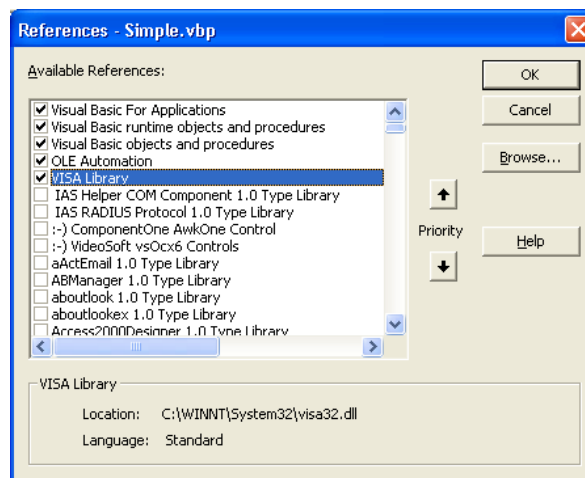 References - Simple.vbp
Available References:
Visual Basic For Applications
Visual Basic runtime objects and procedures
Visual Basic objects and procedures
OLE Automation
VISA Library
IAS Helper COM Component 1.0 Type Library
IAS RADIUS Protocol 1.0 Type Library
:-) ComponentOne AwkOne Control
:-) VideoSoft vsOcx6 Controls
aActEmail 1.0 Type Library
ABManager 1.0 Type Library
aboutlook 1.0 Type Library
aboutlookex 1.0 Type Library
Access2000Designer 1.0 Type Library
OK
Cancel
Browse...
Priority
Help
VISA Library
Location: C:\WINNT\System32\visa32.dll
Language: Standard